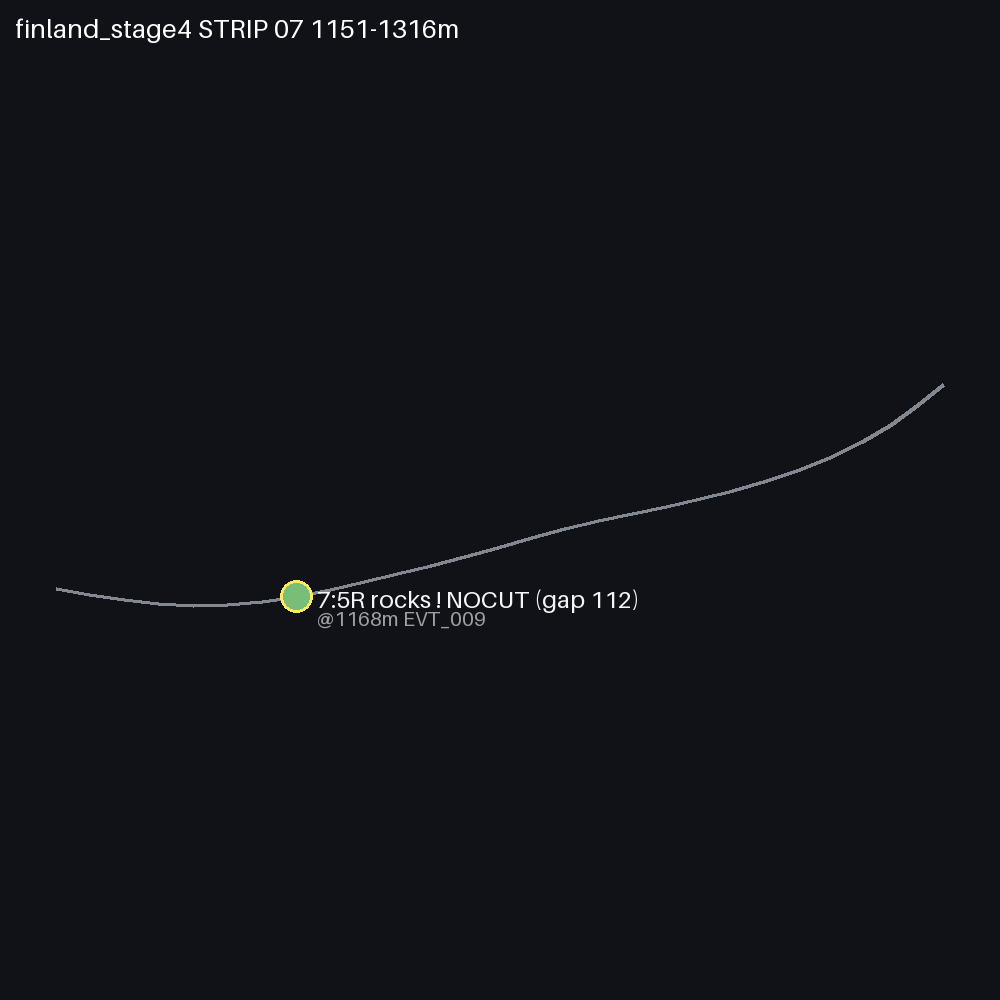 finland_stage4 STRIP 07 1151-1316m
7:5R rocks ! NOCUT (gap 112)
@1168m EVT_009